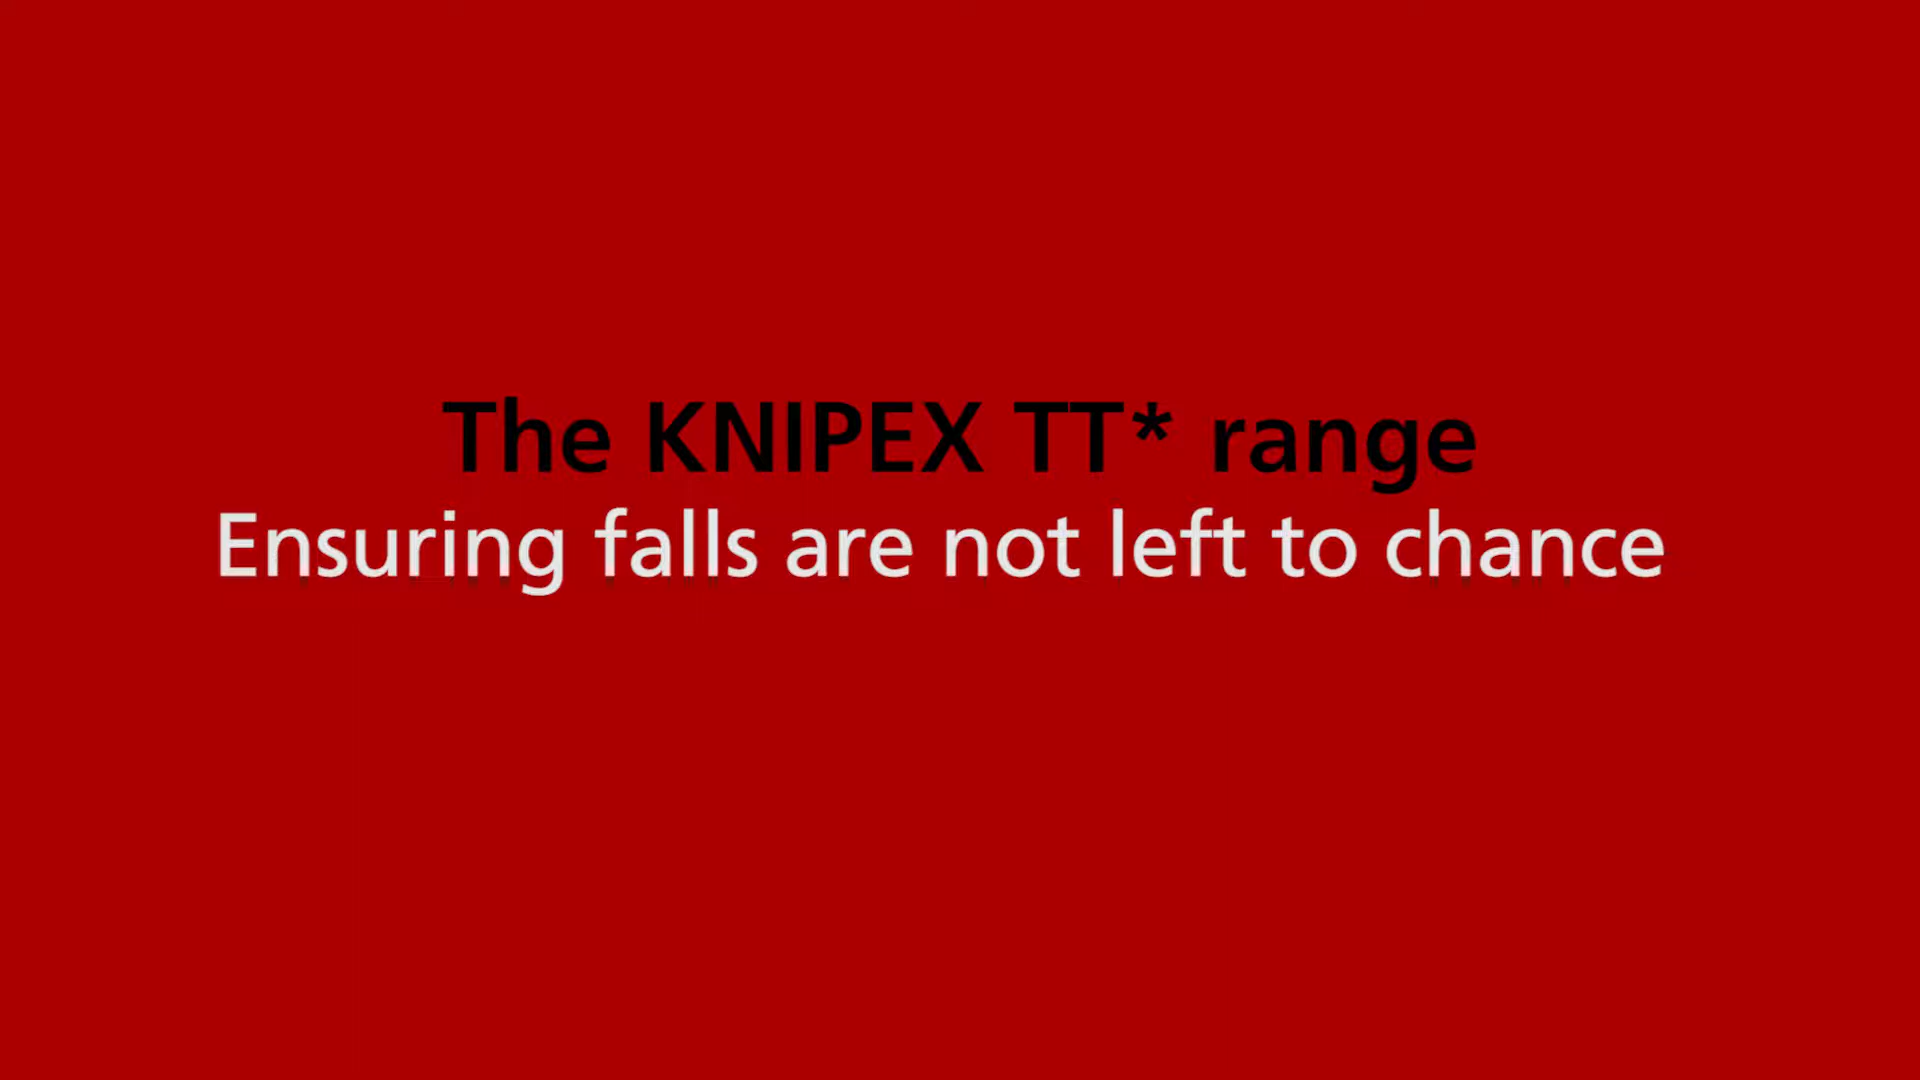 The KNIPEX TT* range
Ensuring falls are not left to chance